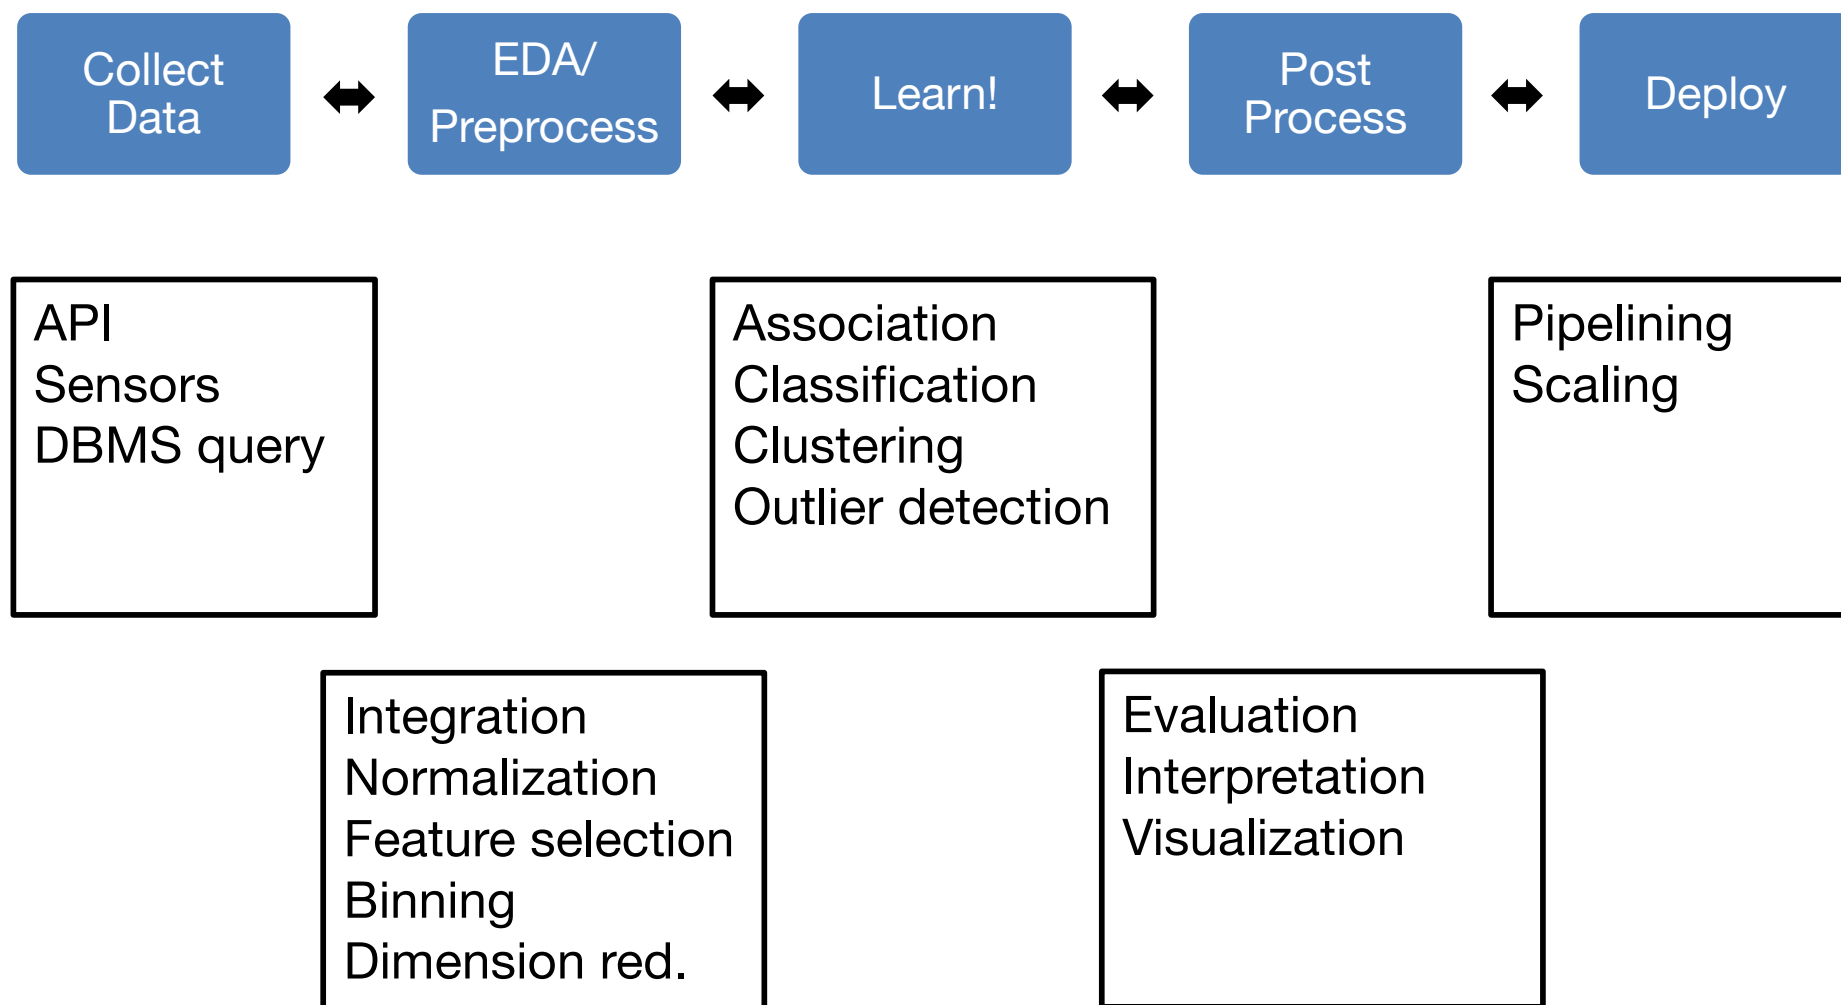 Collect
Data
EDA/
Preprocess
Learn!
Post
Process
Deploy
API
Sensors
DBMS query
Association
Classification
Clustering
Outlier detection
Pipelining
Scaling
Integration
Normalization
Feature selection
Binning
Dimension red.
Evaluation
Interpretation
Visualization